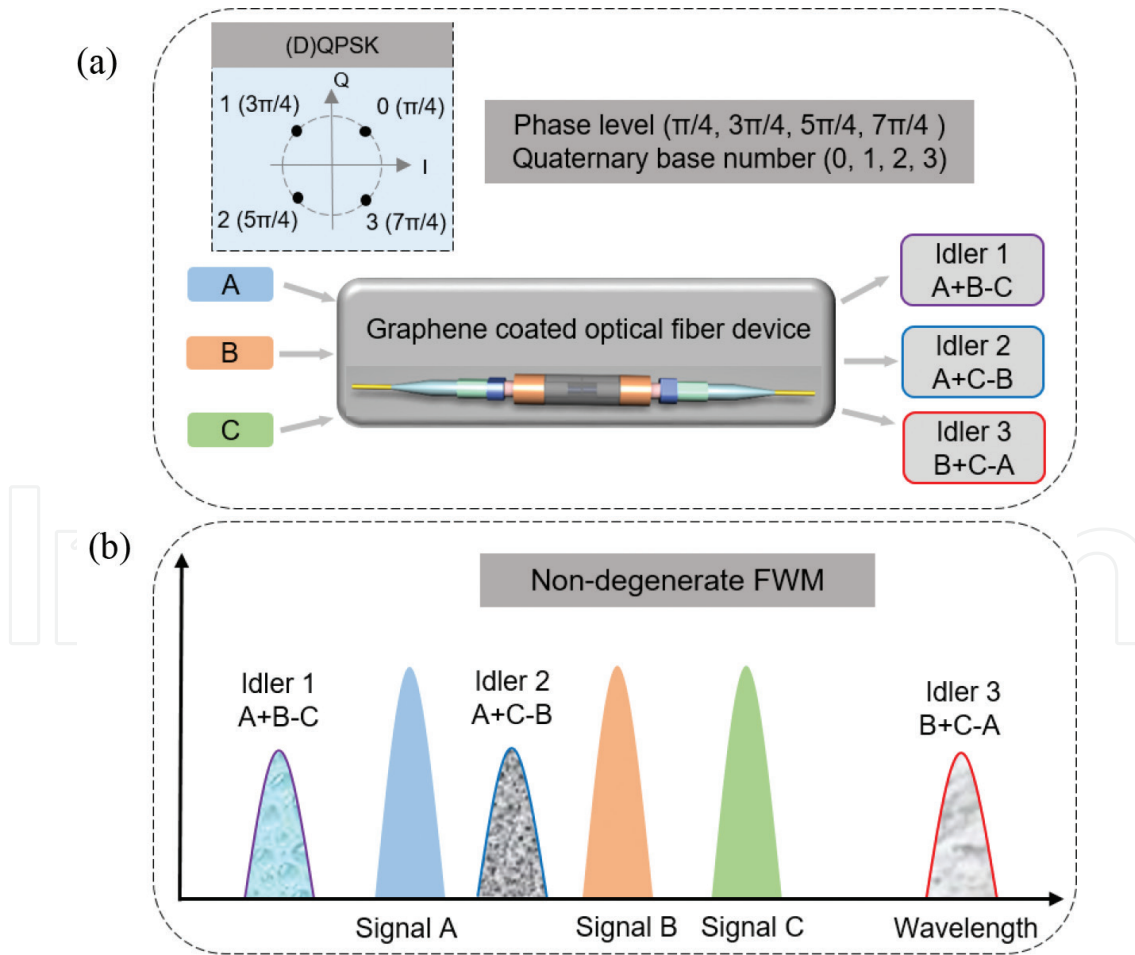 (a)
(D)QPSK
Q
1 (3π/4)
0 (π/4)
I
2 (5π/4)
3 (7π/4)
Phase level (π/4, 3π/4, 5π/4, 7π/4 )
Quaternary base number (0, 1, 2, 3)
A
B
C
Graphene coated optical fiber device
Idler 1
A+B-C
Idler 2
A+C-B
Idler 3
B+C-A
(b)
Non-degenerate FWM
Idler 1
A+B-C
Idler 2
A+C-B
Idler 3
B+C-A
Signal A
Signal B
Signal C
Wavelength